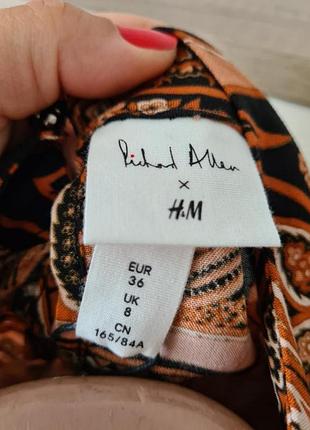 Richard Allan
×
H&M
EUR
36
UK
8
CN
165/84A